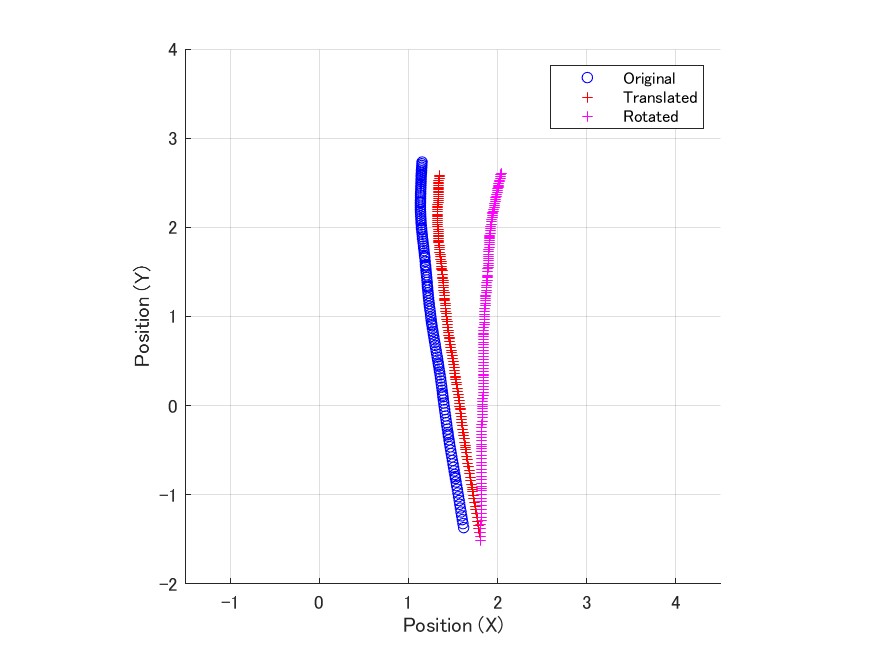 4
3
2
1
0
−1
−2
−1
0
1
2
3
4
Position (Y)
Position (X)
Original
Translated
Rotated